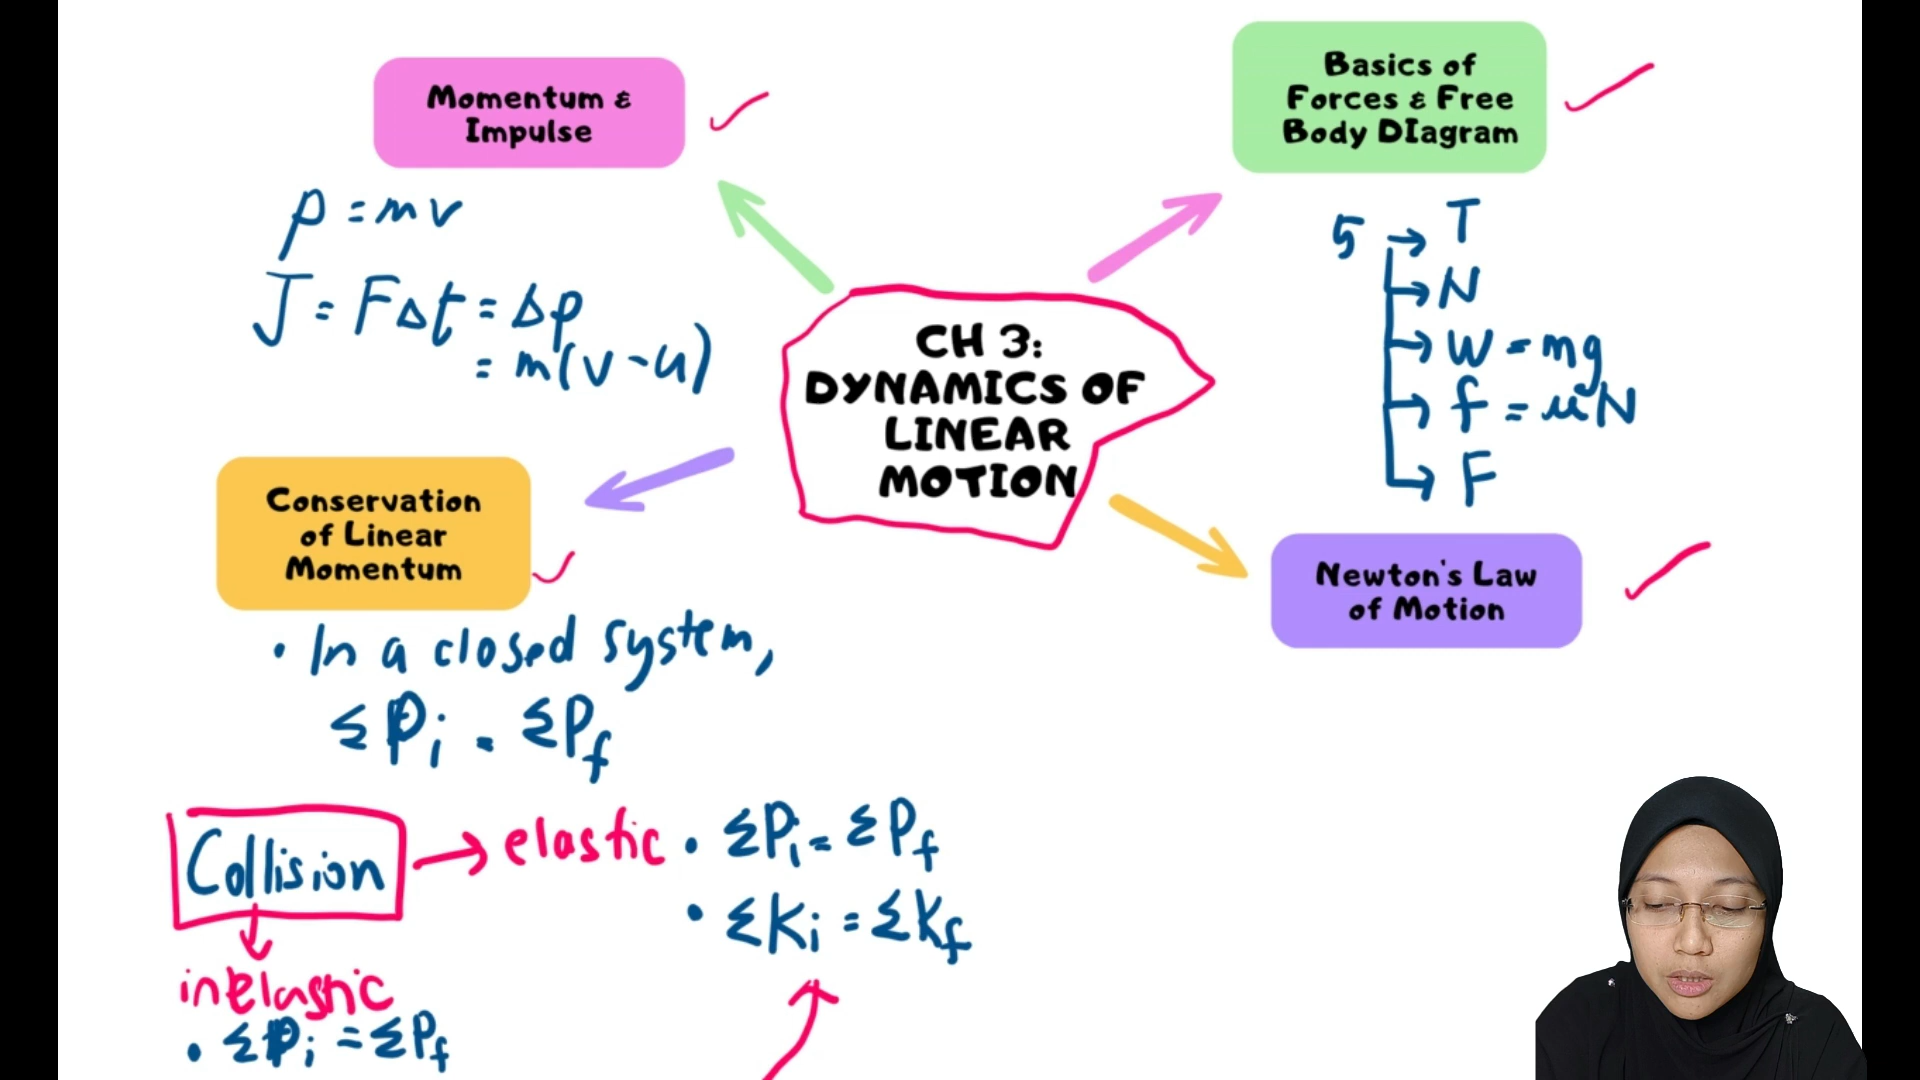 Momentum &
Impulse
p = mv
J = FΔt = Δp
= m(v - u)
Basics of
Forces & Free
Body DIagram
5 → T
→ N
→ W = mg
→ f = μN
→ F
CH 3:
DYNAMICS OF
LINEAR
MOTION
Conservation
of Linear
Momentum
• In a closed system,
ΣPi = ΣPf
Newton's Law
of Motion
Collision → elastic • ΣPi = ΣPf
• ΣKi = ΣKf
inelastic
• ΣPi = ΣPf